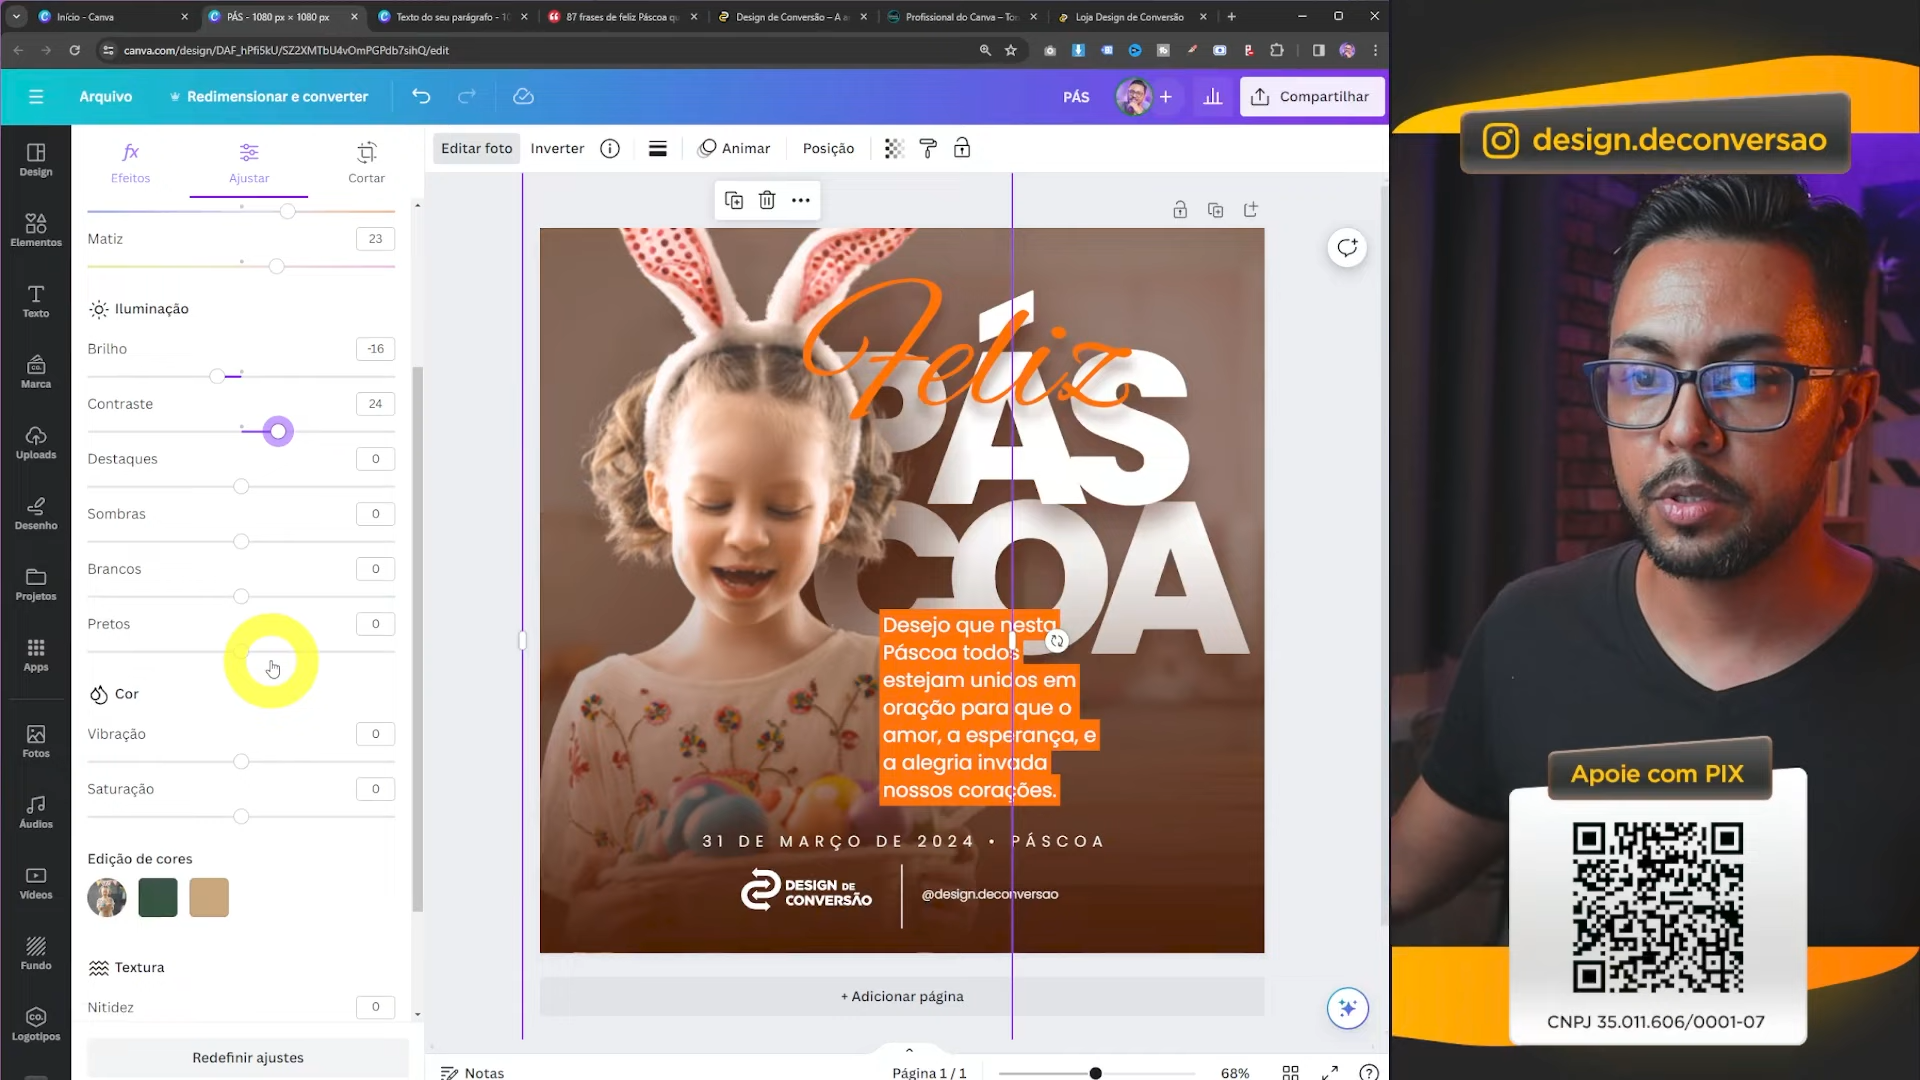 Início - Canva
PÁS - 1080 px × 1080 px
Texto do seu parágrafo - 10
87 frases de feliz Páscoa qu
Design de Conversão – A a
Profissional do Canva – Tor
Loja Design de Conversão
canva.com/design/DAF_hPfi5kU/SZ2XMTbU4vOmPGPdb7sihQ/edit
Arquivo
Redimensionar e converter
PÁS
Compartilhar
Design
Elementos
Texto
Marca
Uploads
Desenho
Projetos
Apps
Fotos
Áudios
Vídeos
Fundo
Logotipos
Efeitos
Ajustar
Cortar
Matiz 23
Iluminação
Brilho -16
Contraste 24
Destaques 0
Sombras 0
Brancos 0
Pretos 0
Cor
Vibração 0
Saturação 0
Edição de cores
Textura
Nitidez 0
Redefinir ajustes
Editar foto
Inverter
Animar
Posição
Feliz
PÁS
COA
Desejo que nesta
Páscoa todos
estejam unidos em
oração para que o
amor, a esperança, e
a alegria invada
nossos corações.
31 DE MARÇO DE 2024 • PÁSCOA
DESIGN DE
CONVERSÃO
@design.deconversao
+ Adicionar página
Notas
Página 1 / 1
68%
design.deconversao
Apoie com PIX
CNPJ 35.011.606/0001-07